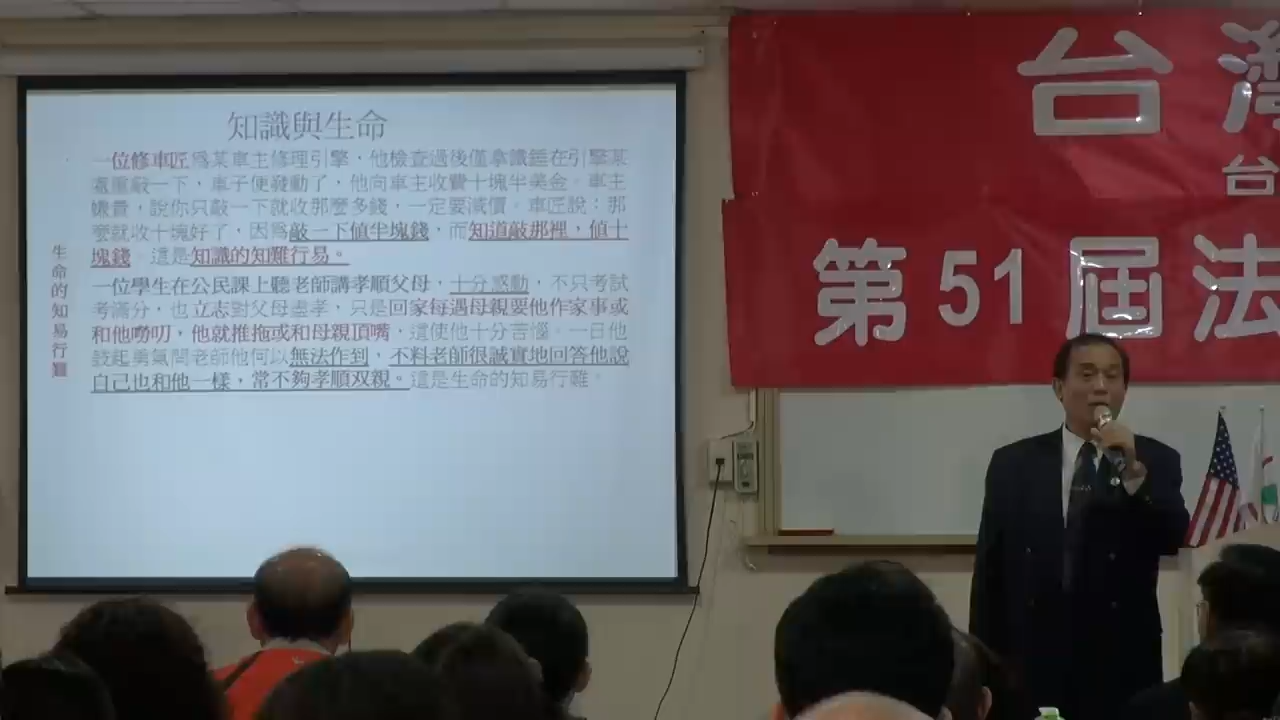 知識與生命
一位修車匠為某車主修理引擎，他檢查過後僅拿鐵錘在引擎某
處重敲一下，車子便發動了，他向車主收費十塊半美金。車主
嫌貴，說你只敲一下就收那麼多錢，一定要減價。車匠說：那
麼就收十塊好了，因為敲一下值半塊錢，而知道敲那裡，值十
塊錢。這是知識的知難行易。
一位學生在公民課上聽老師講孝順父母，十分感動，不只考試
考滿分，也立志對父母盡孝，只是回家每遇母親要他作家事或
和他嘮叨，他就推拖或和母親頂嘴，這使他十分苦惱。一日他
鼓起勇氣問老師他何以無法作到，不料老師很誠實地回答他說
自己也和他一樣，常不夠孝順双親。這是生命的知易行難。
生命的知易行難
台灣
台
第51屆法